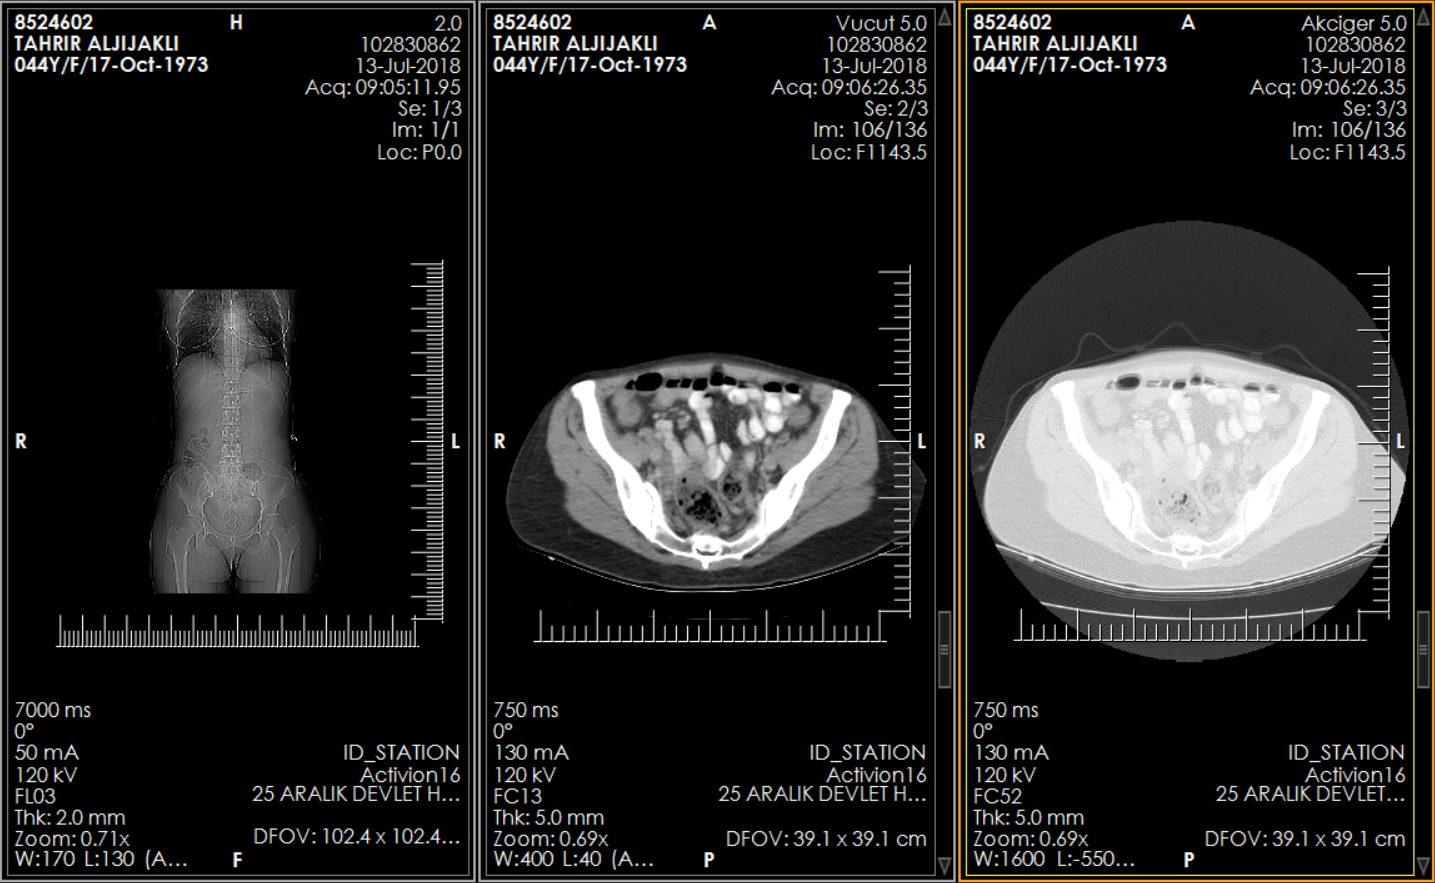 8524602 H 2.0
TAHRIR ALJIJAKLI 102830862
044Y/F/17-Oct-1973 13-Jul-2018
Acq: 09:05:11.95
Se: 1/3
Im: 1/1
Loc: P0.0
R L
7000 ms
0°
50 mA ID_STATION
120 kV Activion16
FL03 25 ARALIK DEVLET H...
Thk: 2.0 mm
Zoom: 0.71x DFOV: 102.4 x 102.4...
W:170 L:130 (A... F
8524602 A Vucut 5.0
TAHRIR ALJIJAKLI 102830862
044Y/F/17-Oct-1973 13-Jul-2018
Acq: 09:06:26.35
Se: 2/3
Im: 106/136
Loc: F1143.5
R L
750 ms
0°
130 mA ID_STATION
120 kV Activion16
FC13 25 ARALIK DEVLET H...
Thk: 5.0 mm
Zoom: 0.69x DFOV: 39.1 x 39.1 cm
W:400 L:40 (A... P
8524602 A Akciger 5.0
TAHRIR ALJIJAKLI 102830862
044Y/F/17-Oct-1973 13-Jul-2018
Acq: 09:06:26.35
Se: 3/3
Im: 106/136
Loc: F1143.5
R L
750 ms
0°
130 mA ID_STATION
120 kV Activion16
FC52 25 ARALIK DEVLET...
Thk: 5.0 mm
Zoom: 0.69x DFOV: 39.1 x 39.1 cm
W:1600 L:-550... P